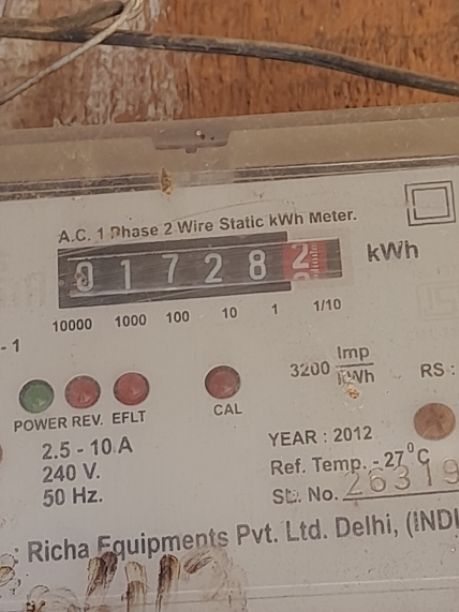 A.C. 1 Phase 2 Wire Static kWh Meter.
0 1 7 2 8 2 kWh
10000 1000 100 10 1 1/10
- 1
3200 Imp
kWh
RS :
POWER REV. EFLT
CAL
2.5 - 10 A
240 V.
50 Hz.
YEAR : 2012
Ref. Temp. - 27°C
SL. No. 26319
: Richa Equipments Pvt. Ltd. Delhi, (INDI